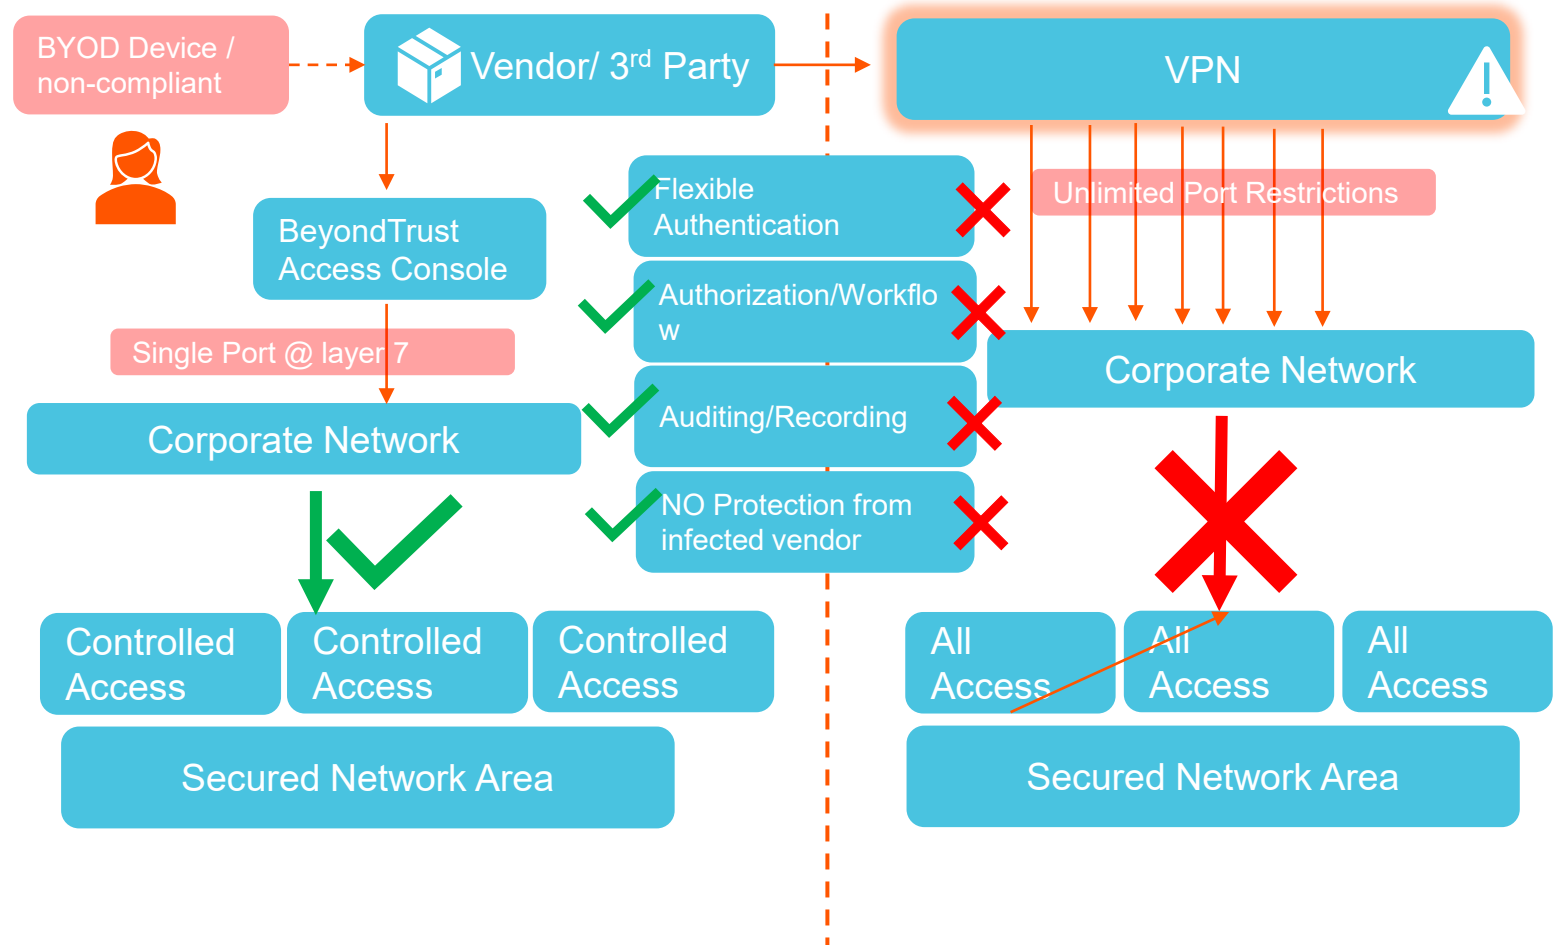 BYOD Device /
non-compliant
Vendor/ 3rd Party
VPN
BeyondTrust
Access Console
Single Port @ layer 7
Corporate Network
Flexible
Authentication
Authorization/Workflo
w
Auditing/Recording
NO Protection from
infected vendor
Unlimited Port Restrictions
Corporate Network
Controlled
Access
Controlled
Access
Controlled
Access
Secured Network Area
All
Access
All
Access
All
Access
Secured Network Area